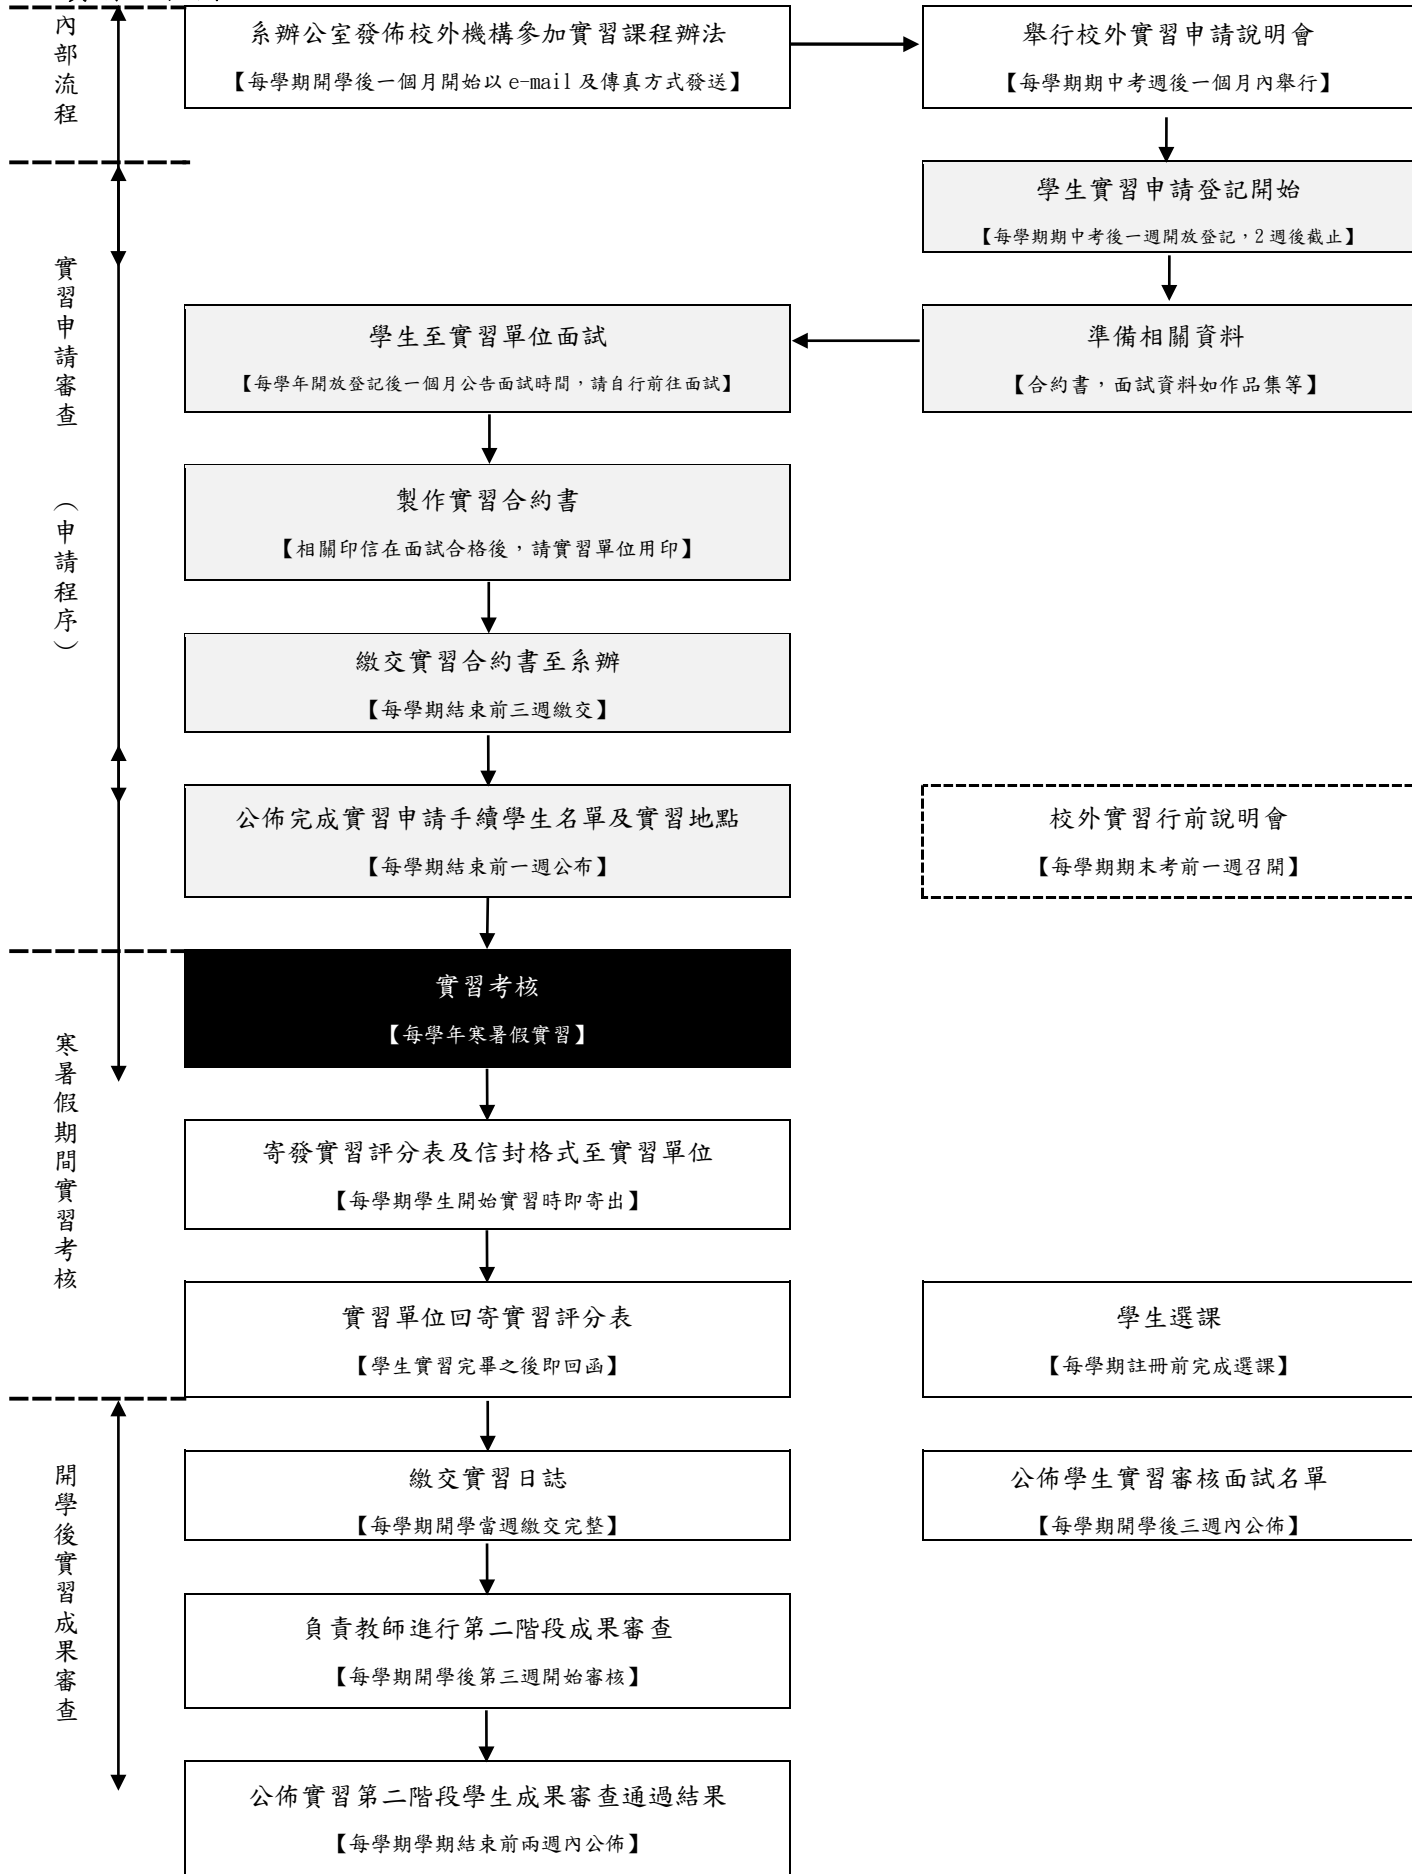 內部流程
系辦公室發佈校外機構參加實習課程辦法
【每學期開學後一個月開始以 e-mail 及傳真方式發送】
舉行校外實習申請說明會
【每學期期中考週後一個月內舉行】
學生實習申請登記開始
【每學期期中考後一週開放登記，2 週後截止】
實習申請審查
（申請程序）
學生至實習單位面試
【每學年開放登記後一個月公告面試時間，請自行前往面試】
準備相關資料
【合約書，面試資料如作品集等】
製作實習合約書
【相關印信在面試合格後，請實習單位用印】
繳交實習合約書至系辦
【每學期結束前三週繳交】
公佈完成實習申請手續學生名單及實習地點
【每學期結束前一週公布】
校外實習行前說明會
【每學期期末考前一週召開】
寒暑假期間實習考核
實習考核
【每學年寒暑假實習】
寄發實習評分表及信封格式至實習單位
【每學期學生開始實習時即寄出】
實習單位回寄實習評分表
【學生實習完畢之後即回函】
學生選課
【每學期註冊前完成選課】
開學後實習成果審查
繳交實習日誌
【每學期開學當週繳交完整】
公佈學生實習審核面試名單
【每學期開學後三週內公佈】
負責教師進行第二階段成果審查
【每學期開學後第三週開始審核】
公佈實習第二階段學生成果審查通過結果
【每學期學期結束前兩週內公佈】